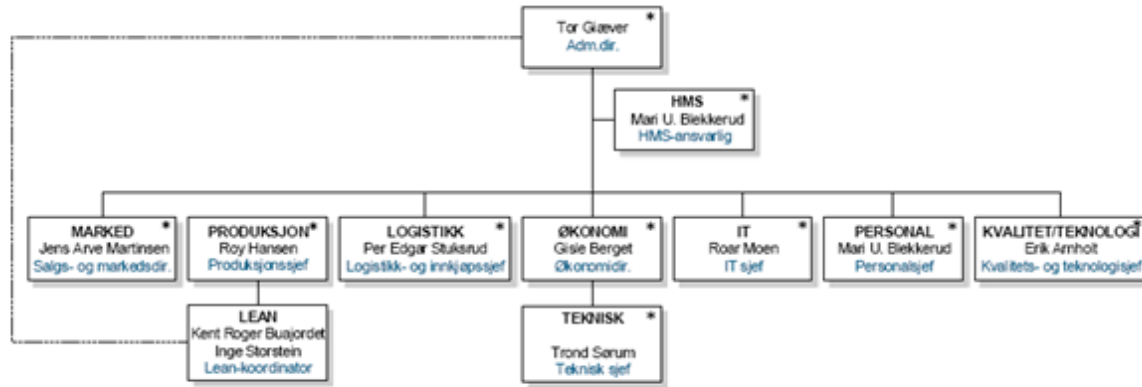 Tor Giæver *
Adm.dir.
HMS *
Mari U. Blekkerud
HMS-ansvarlig
MARKED *
Jens Arve Martinsen
Salgs- og markedsdir.
PRODUKSJON *
Roy Hansen
Produksjonssjef
LOGISTIKK *
Per Edgar Stuksrud
Logistikk- og innkjøpssjef
ØKONOMI *
Gisle Berget
Økonomidir.
IT *
Roar Moen
IT sjef
PERSONAL *
Mari U. Blekkerud
Personalsjef
KVALITET/TEKNOLOGI *
Erik Arnholt
Kvalitets- og teknologisjef
LEAN
Kent Roger Buajordet
Inge Storstein
Lean-koordinator
TEKNISK *
Trond Sørum
Teknisk sjef